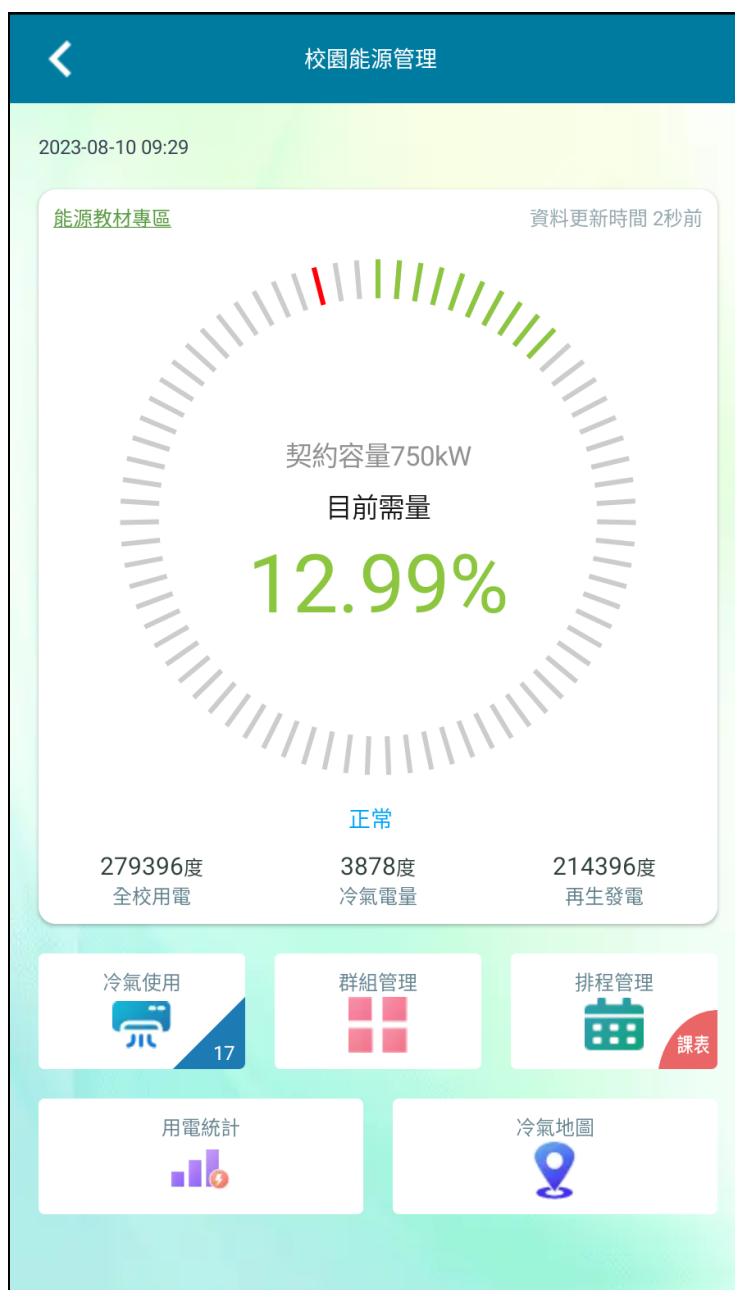 校園能源管理
2023-08-10 09:29
能源教材專區 資料更新時間 2秒前
契約容量750kW
目前需量
12.99%
正常
279396度 3878度 214396度
全校用電 冷氣電量 再生發電
冷氣使用 群組管理 排程管理
17 課表
用電統計 冷氣地圖